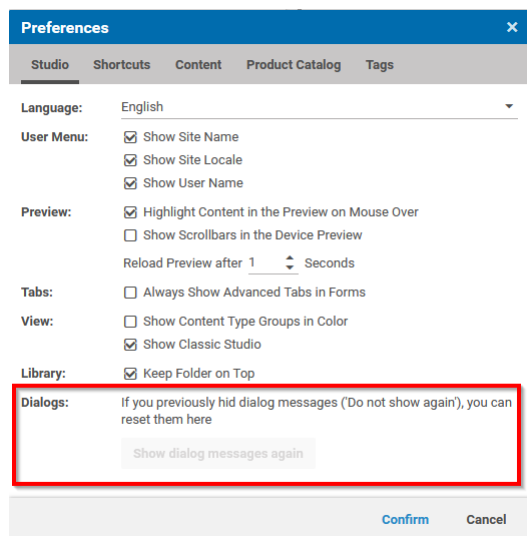 Preferences
Studio Shortcuts Content Product Catalog Tags
Language: English
User Menu: Show Site Name
Show Site Locale
Show User Name
Preview: Highlight Content in the Preview on Mouse Over
Show Scrollbars in the Device Preview
Reload Preview after 1 Seconds
Tabs: Always Show Advanced Tabs in Forms
View: Show Content Type Groups in Color
Show Classic Studio
Library: Keep Folder on Top
Dialogs: If you previously hid dialog messages ('Do not show again'), you can
reset them here
Show dialog messages again
Confirm Cancel